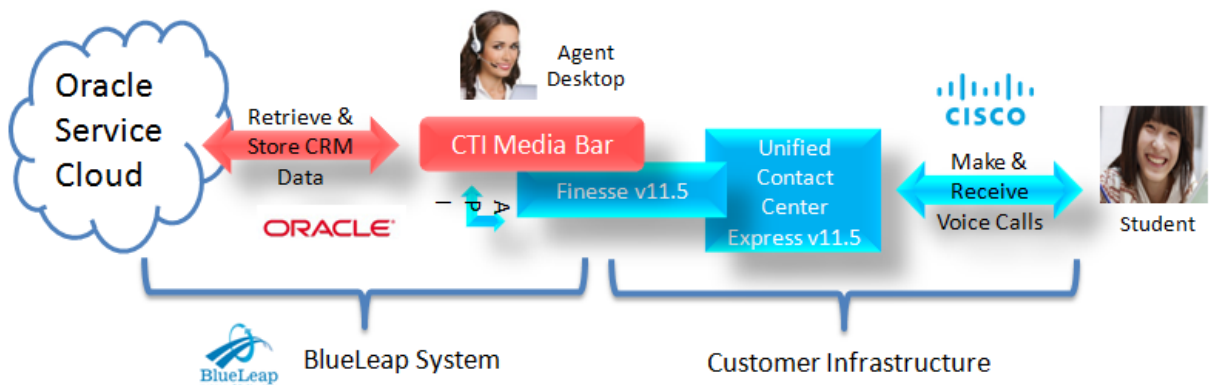 Oracle
Service
Cloud
Retrieve &
Store CRM
Data
ORACLE®
Agent
Desktop
CTI Media Bar
API
Finesse v11.5
Unified
Contact
Center
Express v11.5
CISCO
Make &
Receive
Voice Calls
Student
BlueLeap
BlueLeap System
Customer Infrastructure